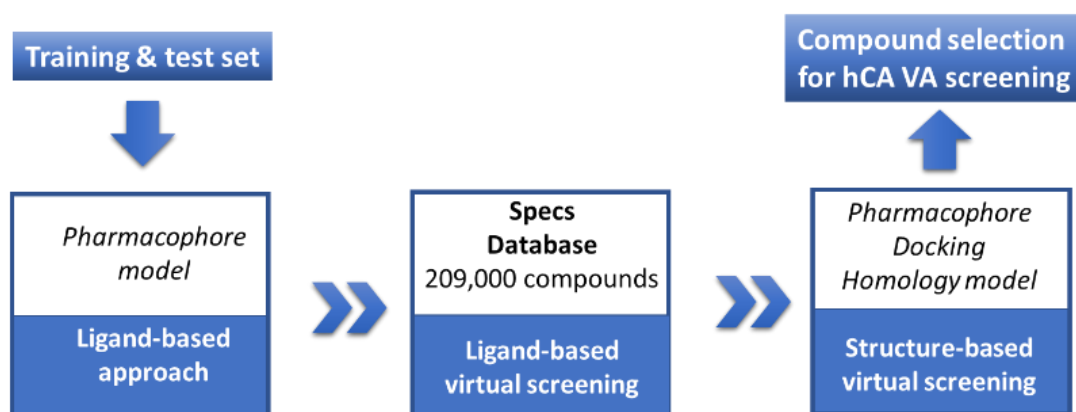 Training & test set
Pharmacophore
model
Ligand-based
approach
Specs
Database
209,000 compounds
Ligand-based
virtual screening
Compound selection
for hCA VA screening
Pharmacophore
Docking
Homology model
Structure-based
virtual screening